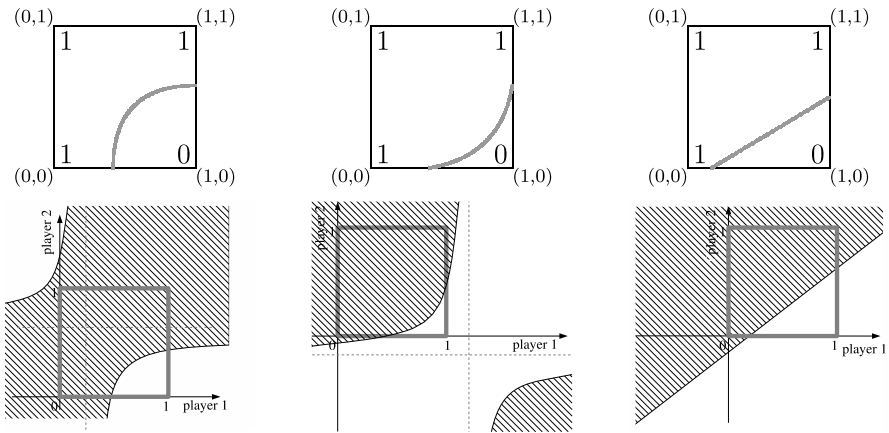 (0,1) (1,1) (0,1) (1,1) (0,1) (1,1)
1 1 1 1 1 1
1 0 1 0 1 0
(0,0) (1,0) (0,0) (1,0) (0,0) (1,0)
player 2 player 2 player 2
1 1 1
0 1 player 1 0 1 player 1 0 1 player 1